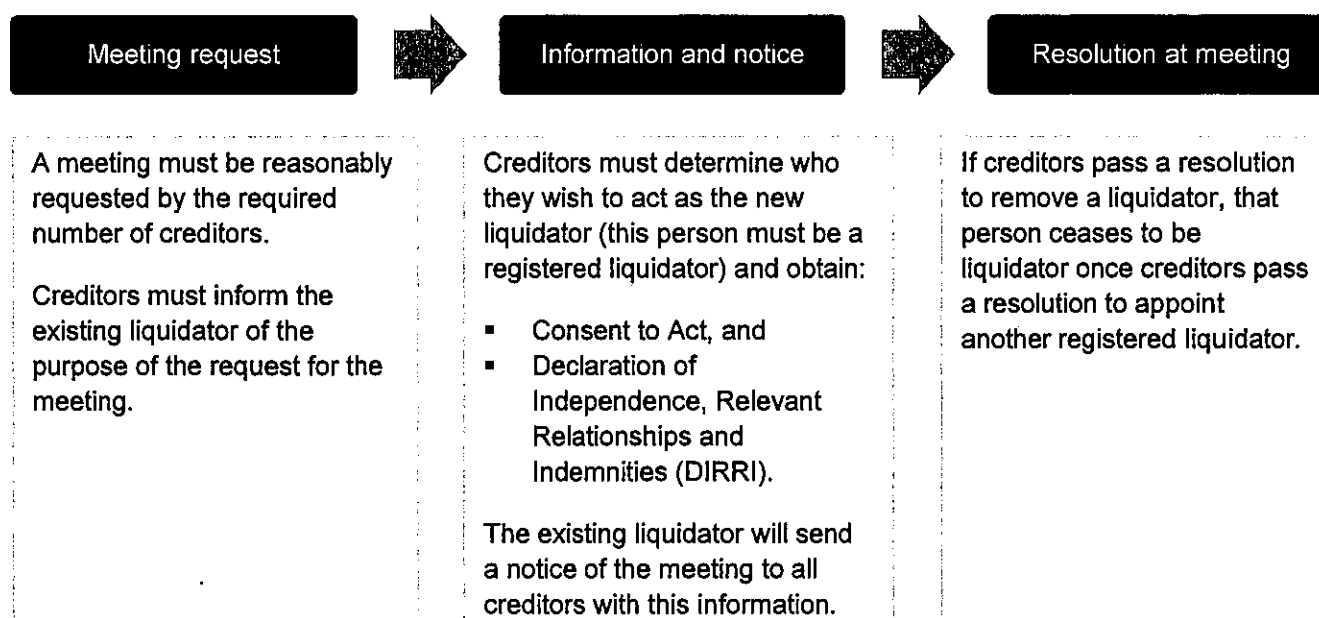 Meeting request
Information and notice
Resolution at meeting
A meeting must be reasonably
requested by the required
number of creditors.
Creditors must inform the
existing liquidator of the
purpose of the request for the
meeting.
Creditors must determine who
they wish to act as the new
liquidator (this person must be a
registered liquidator) and obtain:
▪ Consent to Act, and
▪ Declaration of
Independence, Relevant
Relationships and
Indemnities (DIRRI).
The existing liquidator will send
a notice of the meeting to all
creditors with this information.
If creditors pass a resolution
to remove a liquidator, that
person ceases to be
liquidator once creditors pass
a resolution to appoint
another registered liquidator.